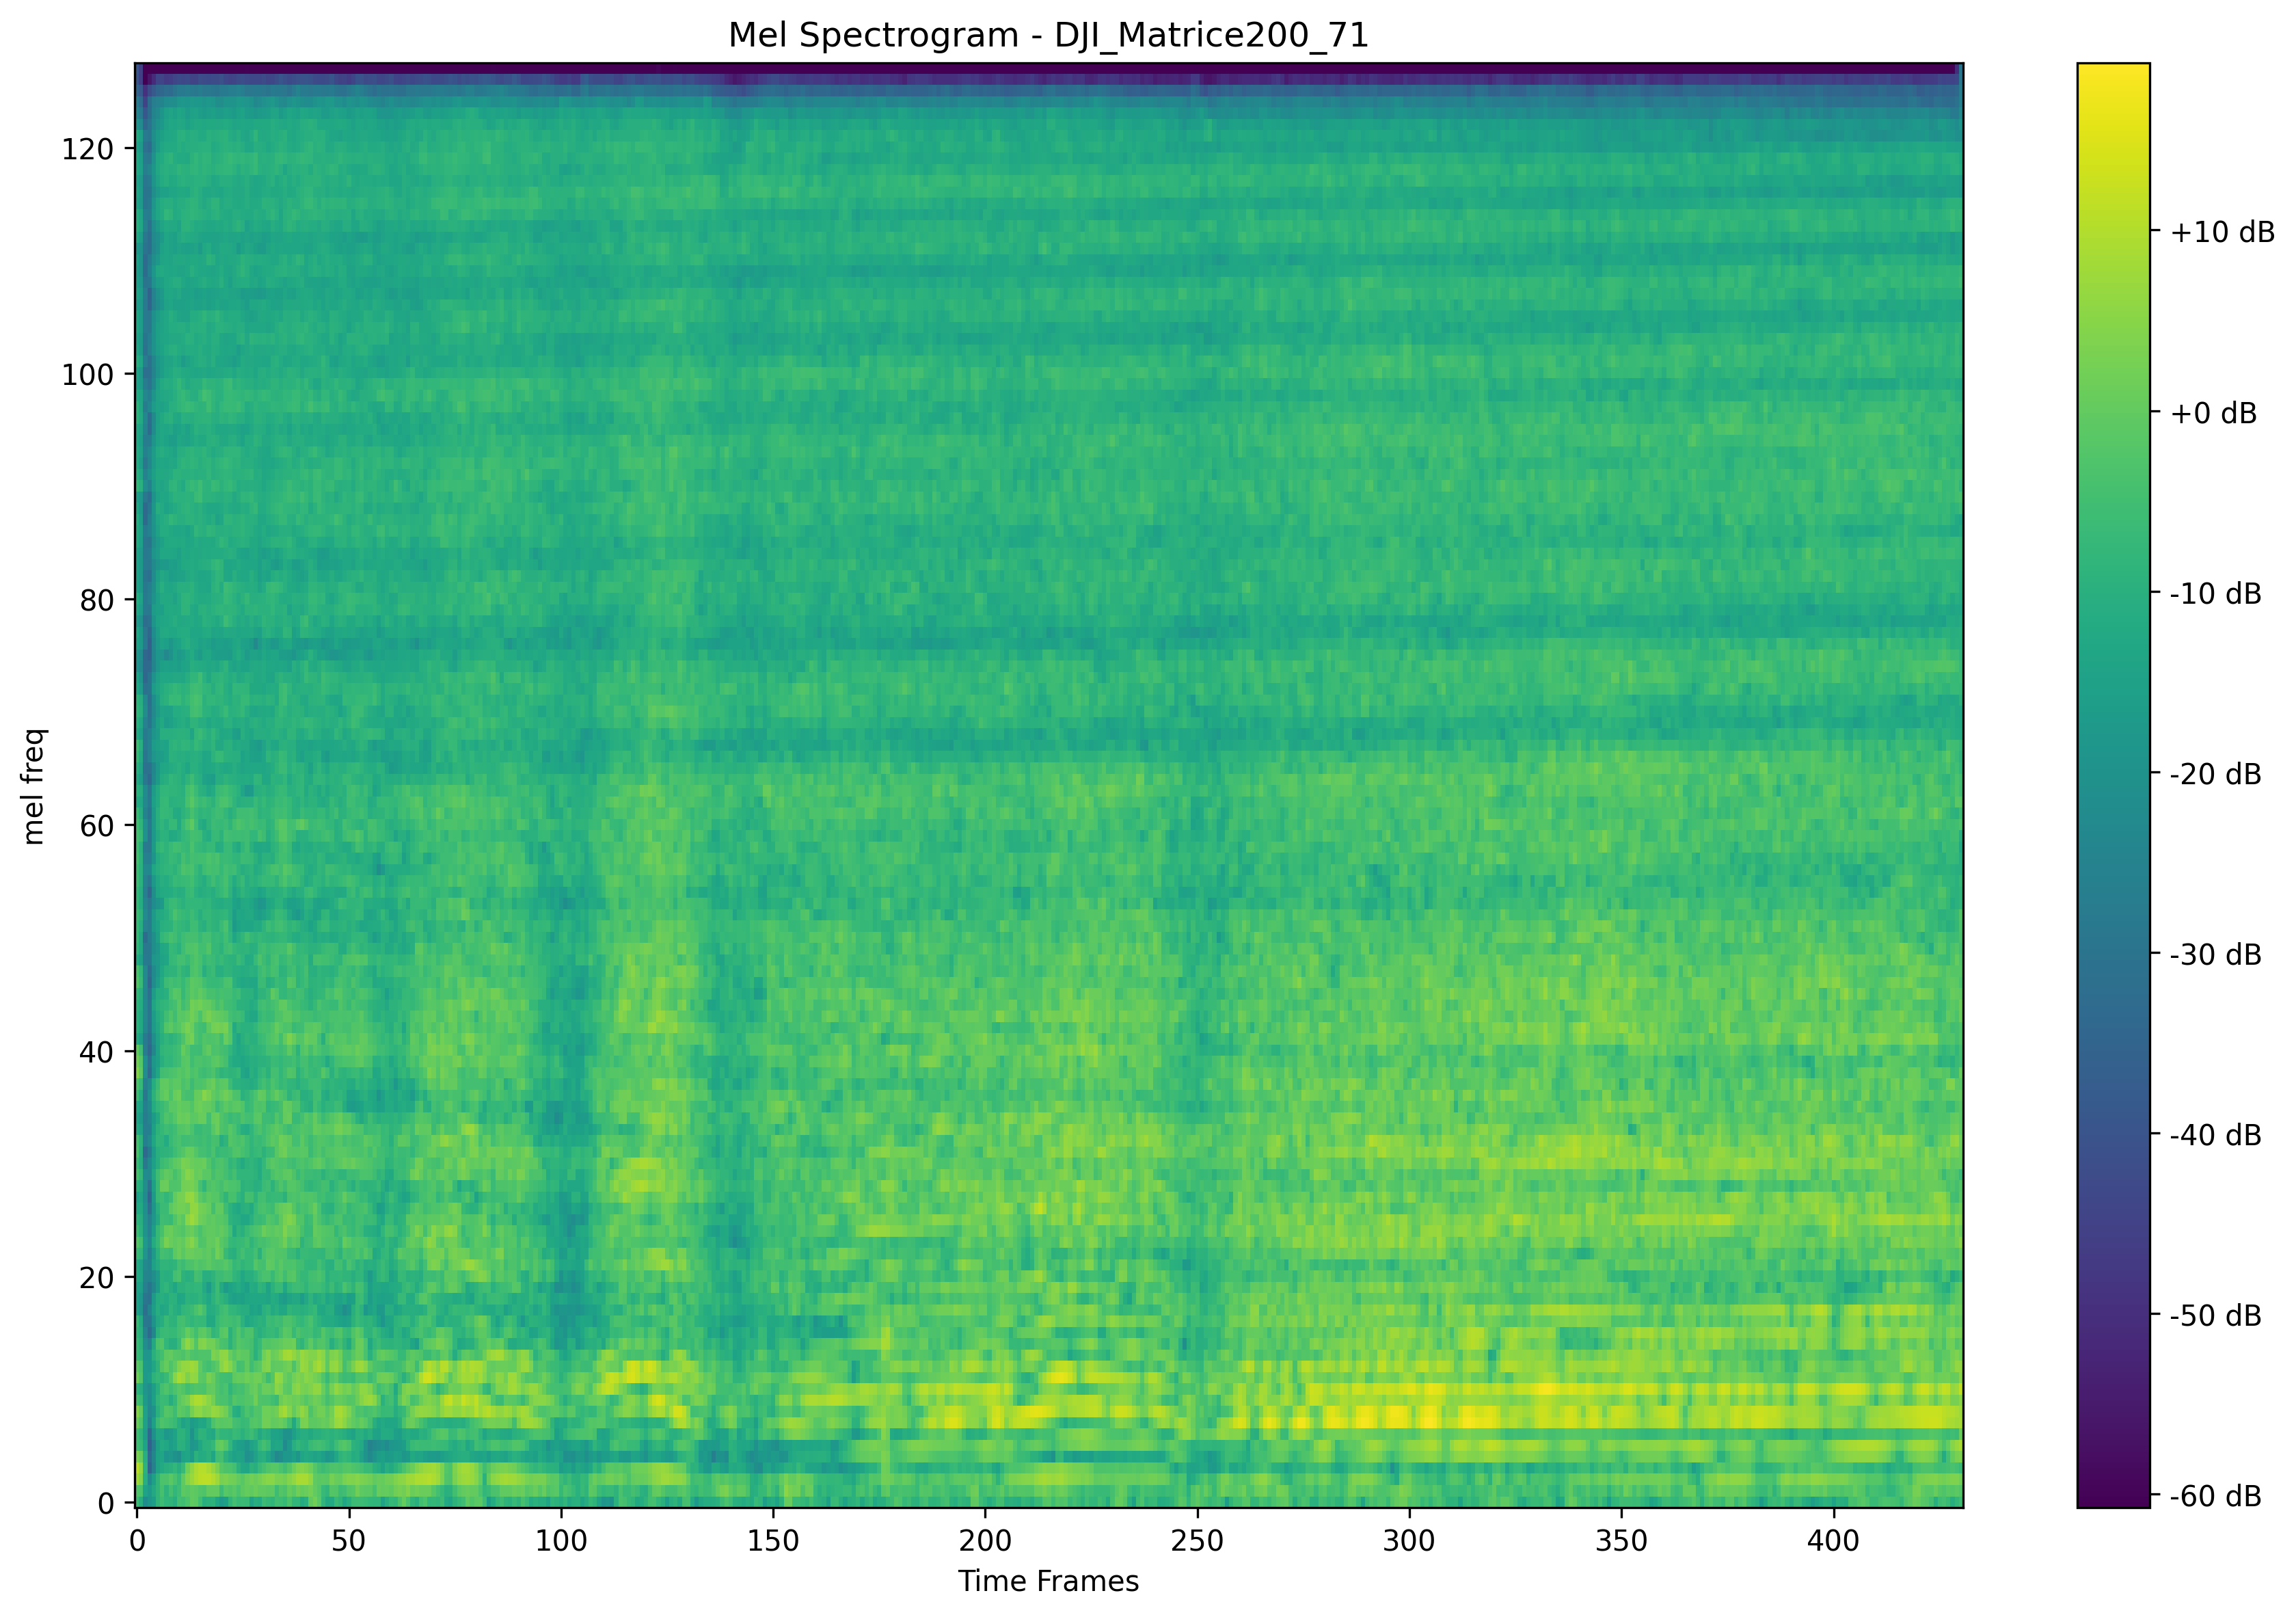 Mel Spectrogram - DJI_Matrice200_71
mel freq
120
100
80
60
40
20
0
0 50 100 150 200 250 300 350 400
Time Frames
+10 dB
+0 dB
-10 dB
-20 dB
-30 dB
-40 dB
-50 dB
-60 dB